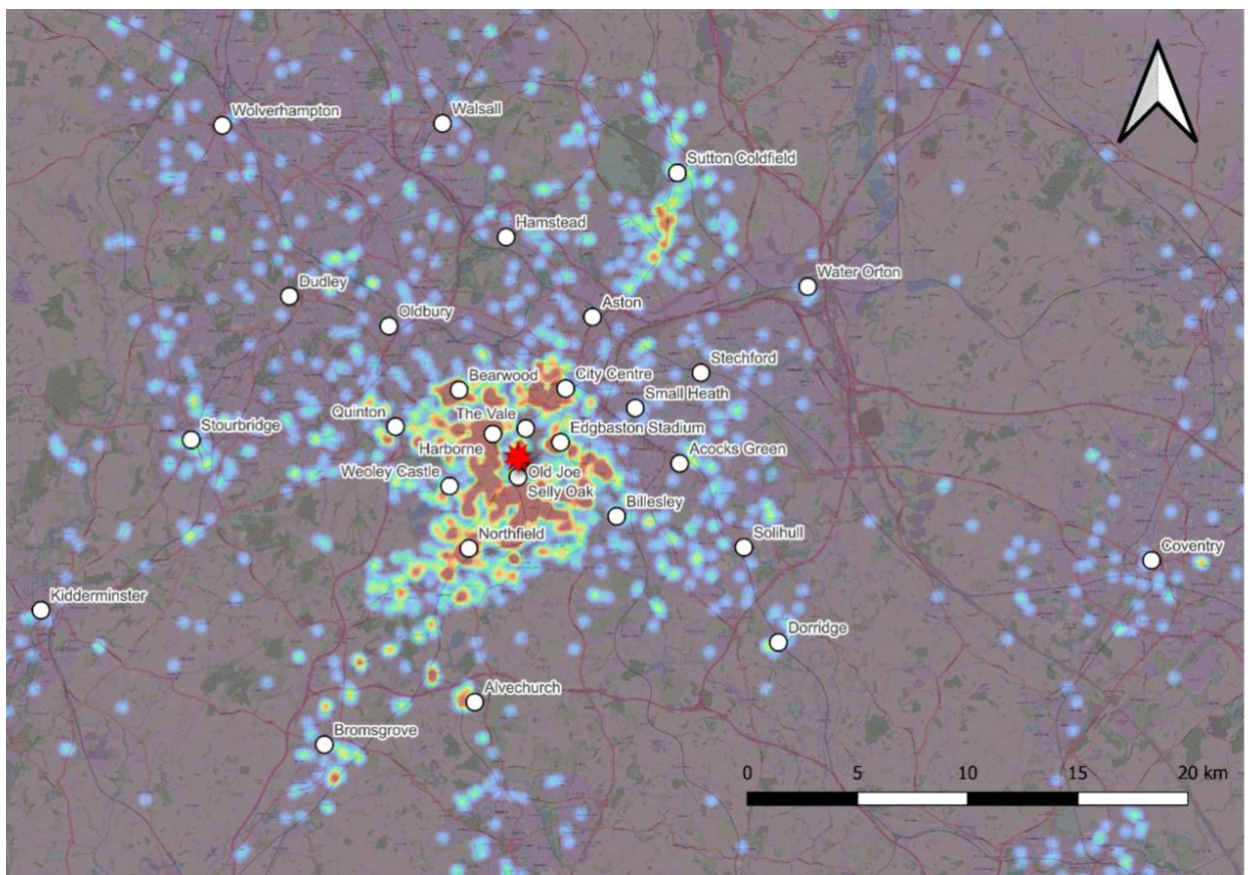 Wolverhampton
Walsall
Sutton Coldfield
Hamstead
Water Orton
Dudley
Oldbury
Aston
Stechford
Bearwood
City Centre
Small Heath
Quinton
The Vale
Stourbridge
Edgbaston Stadium
Harborne
Acocks Green
Weoley Castle
Old Joe
Selly Oak
Billesley
Northfield
Solihull
Coventry
Kidderminster
Dorridge
Alvechurch
Bromsgrove
0 5 10 15 20 km